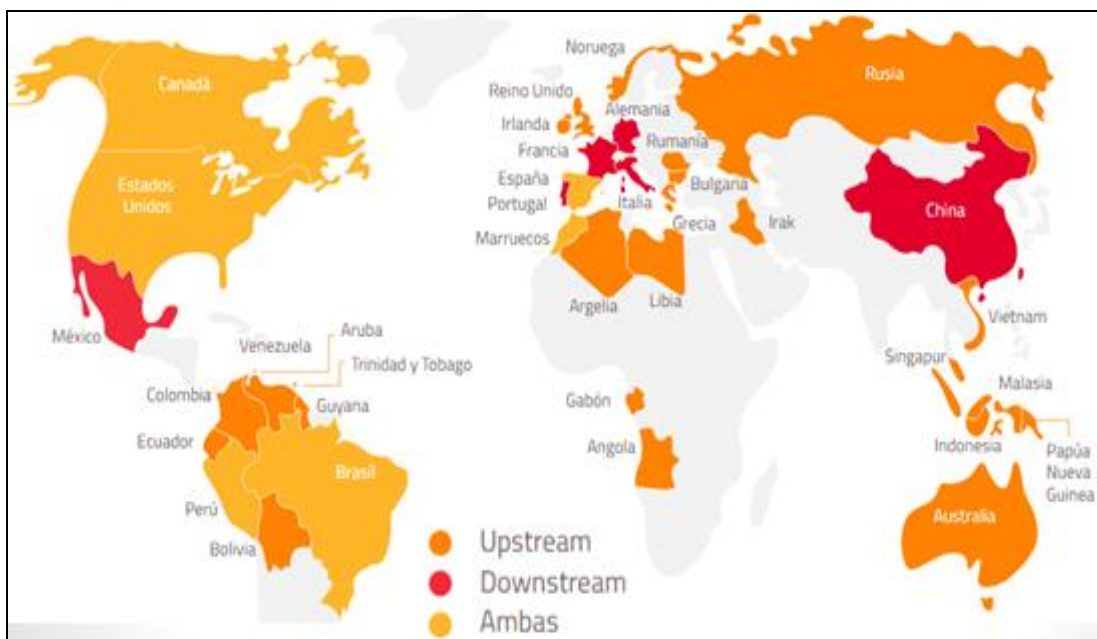 Noruega
Canadá
Rusia
Reino Unido
Alemania
Irlanda
Rumanía
Francia
Estados
Unidos
España
Bulgaria
Portugal
Italia
China
Grecia
Irak
Marruecos
Argelia
Libia
México
Aruba
Vietnam
Venezuela
Trinidad y Tobago
Singapur
Malasia
Colombia
Guyana
Gabón
Ecuador
Angola
Indonesia
Papúa
Nueva
Guinea
Brasil
Perú
Australia
Bolivia
Upstream
Downstream
Ambas